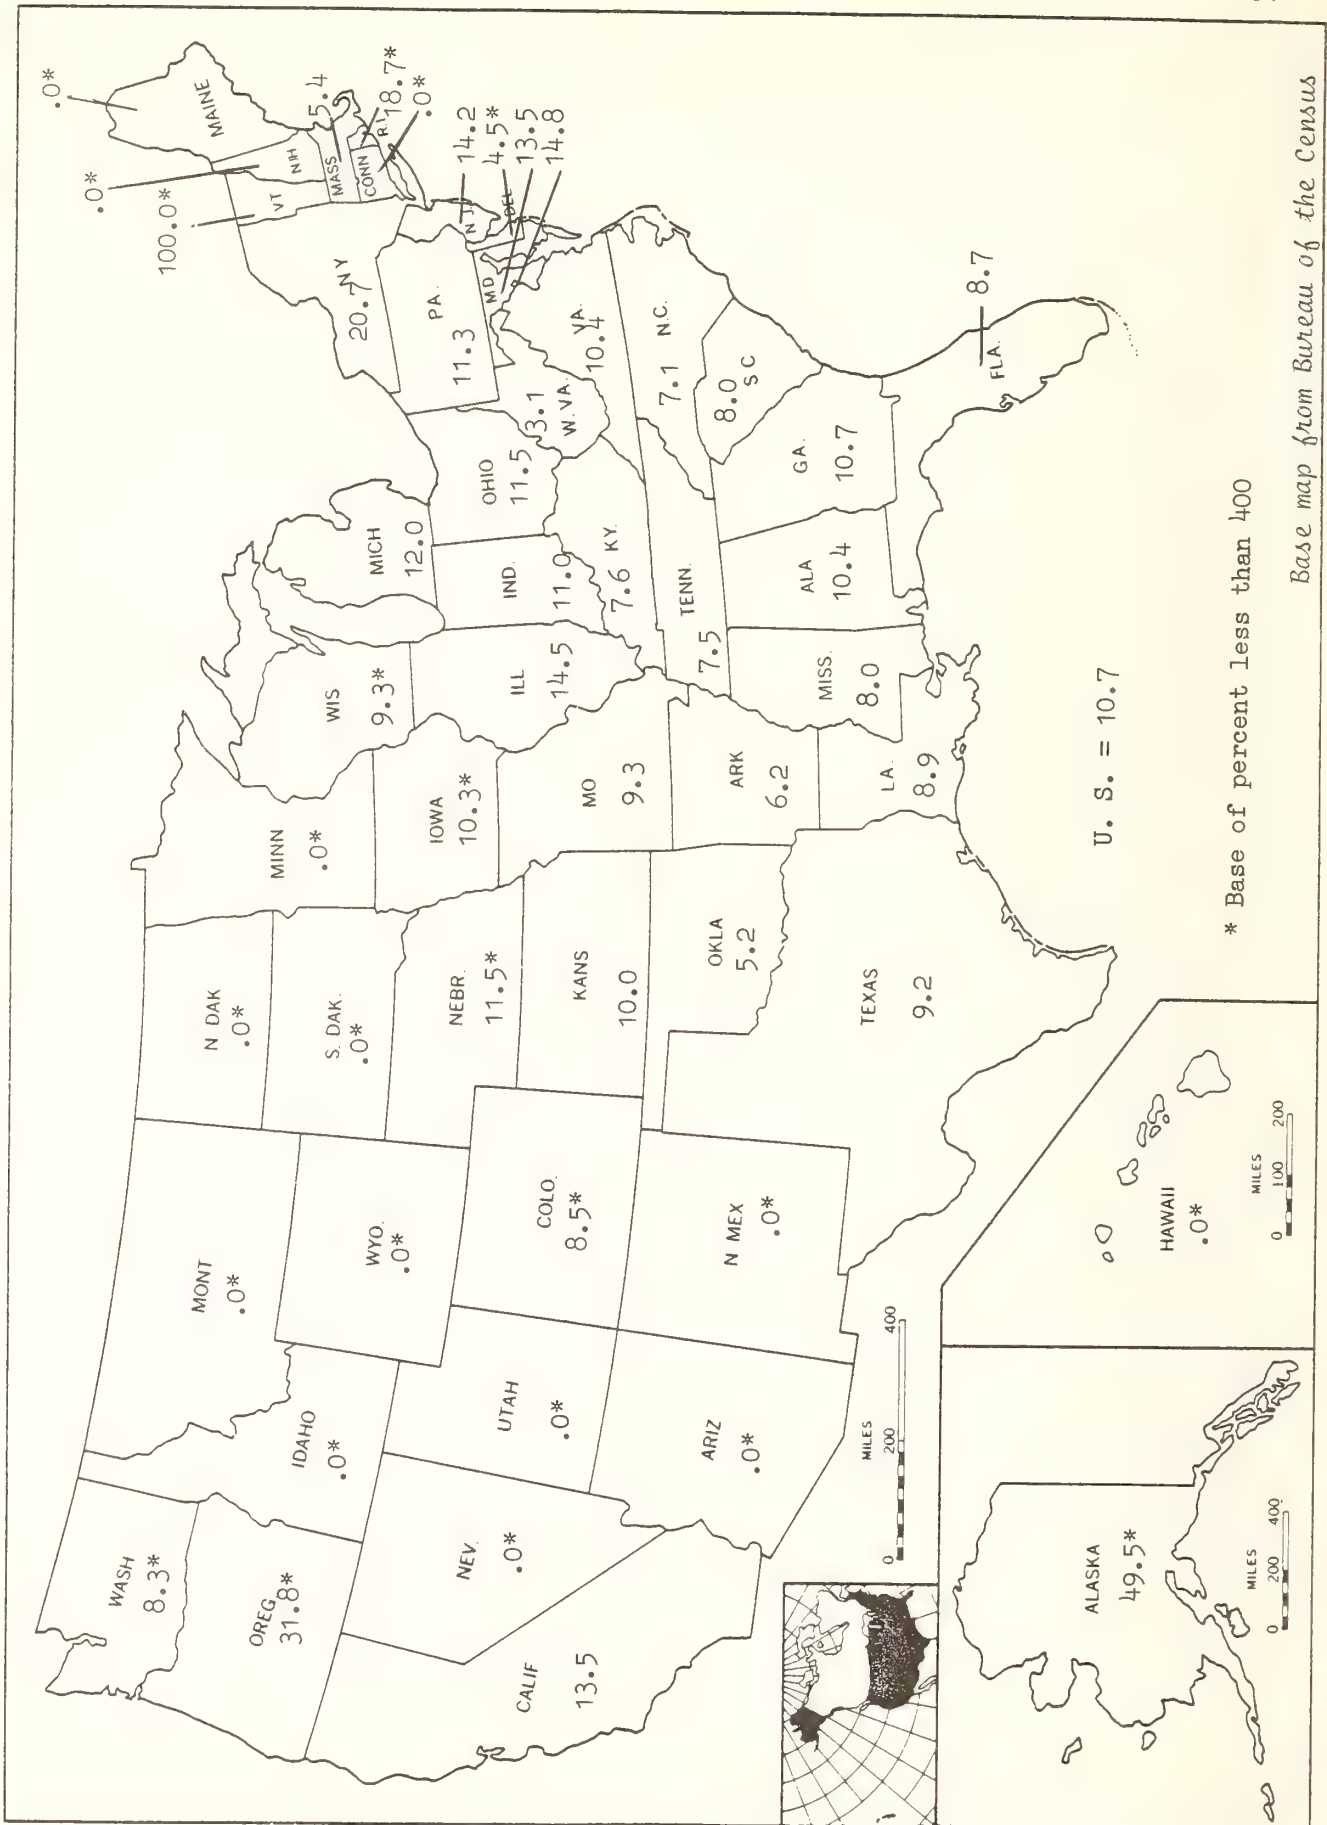 WASH
8.3*
OREG.
31.8*
CALIF
13.5
NEV.
.0*
IDAHO
.0*
MONT
.0*
WYO.
.0*
UTAH
.0*
ARIZ
.0*
COLO.
8.5*
N MEX
.0*
N DAK
.0*
S. DAK.
.0*
NEBR.
11.5*
KANS
10.0
OKLA
5.2
TEXAS
9.2
MINN
.0*
IOWA
10.3*
MO
9.3
ARK
6.2
LA.
8.9
WIS
9.3*
ILL
14.5
MICH
12.0
IND.
11.0
OHIO
11.5
KY.
7.6
TENN.
7.5
MISS.
8.0
ALA
10.4
GA.
10.7
FLA.
8.7
S C
8.0
N.C.
7.1
VA.
10.4
W.VA.
3.1
PA.
11.3
NY
20.7
VT
100.0*
NH
.0*
MAINE
.0*
MASS
5.4
R.I.
18.7*
CONN
.0*
N J.
14.2
DEL
4.5*
MD
13.5
14.8
ALASKA
49.5*
MILES
0 200 400
HAWAII
.0*
MILES
0 100 200
MILES
0 200 400
U. S. = 10.7
* Base of percent less than 400
Base map from Bureau of the Census